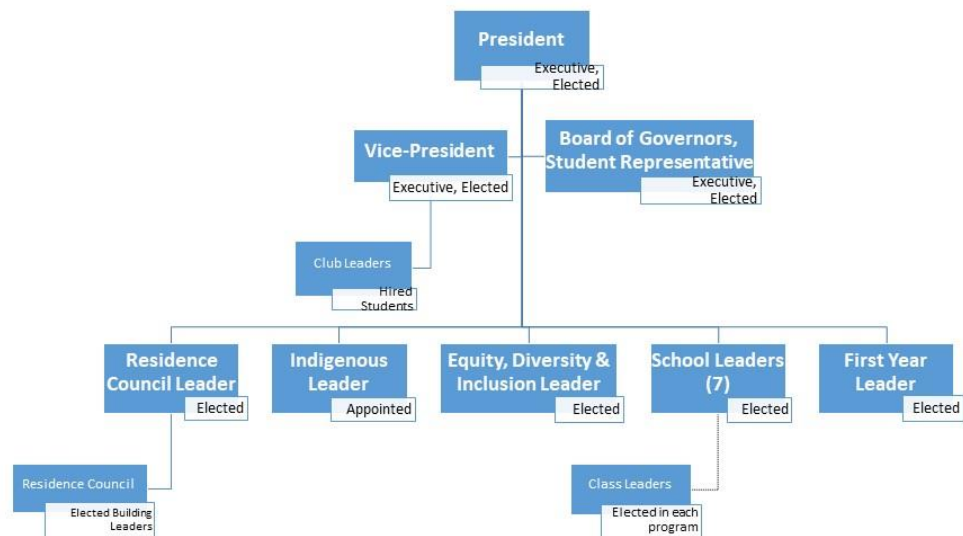 President
Executive,
Elected
Vice-President
Executive, Elected
Board of Governors,
Student Representative
Executive,
Elected
Club Leaders
Hired
Students
Residence
Council Leader
Elected
Indigenous
Leader
Appointed
Equity, Diversity &
Inclusion Leader
Elected
School Leaders
(7)
Elected
First Year
Leader
Elected
Residence Council
Elected Building
Leaders
Class Leaders
Elected in each
program